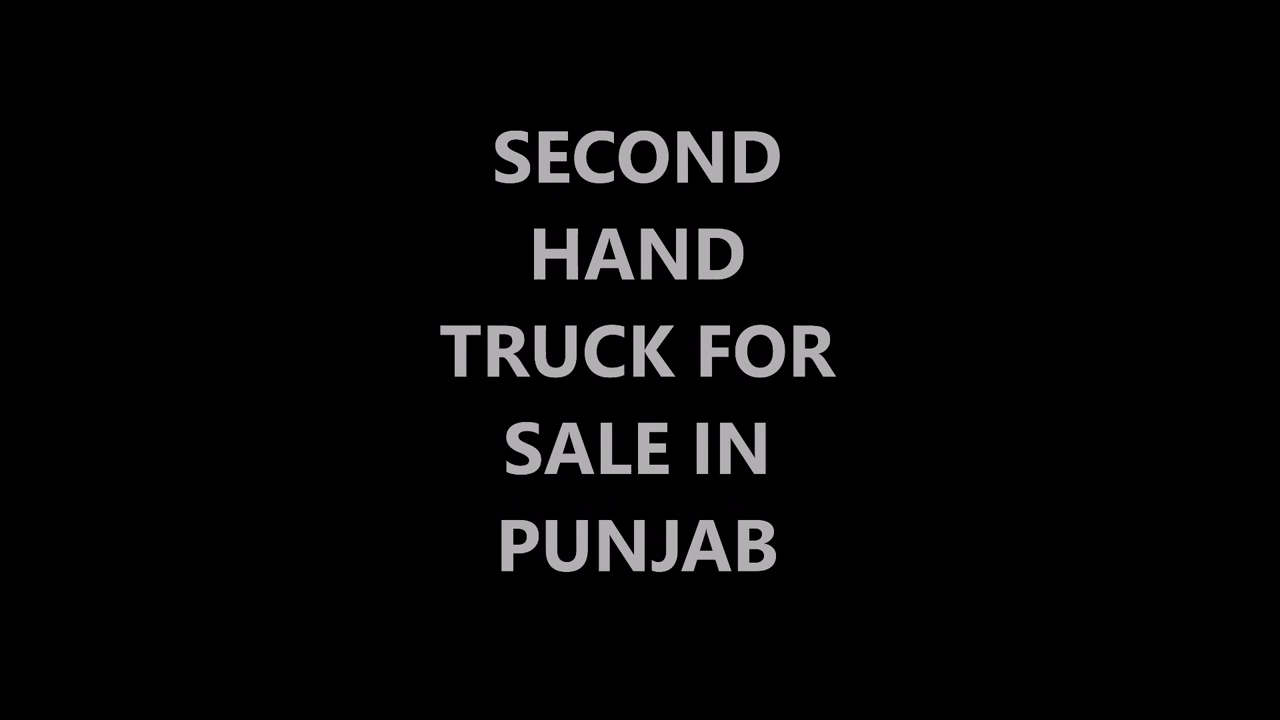 SECOND
HAND
TRUCK FOR
SALE IN
PUNJAB